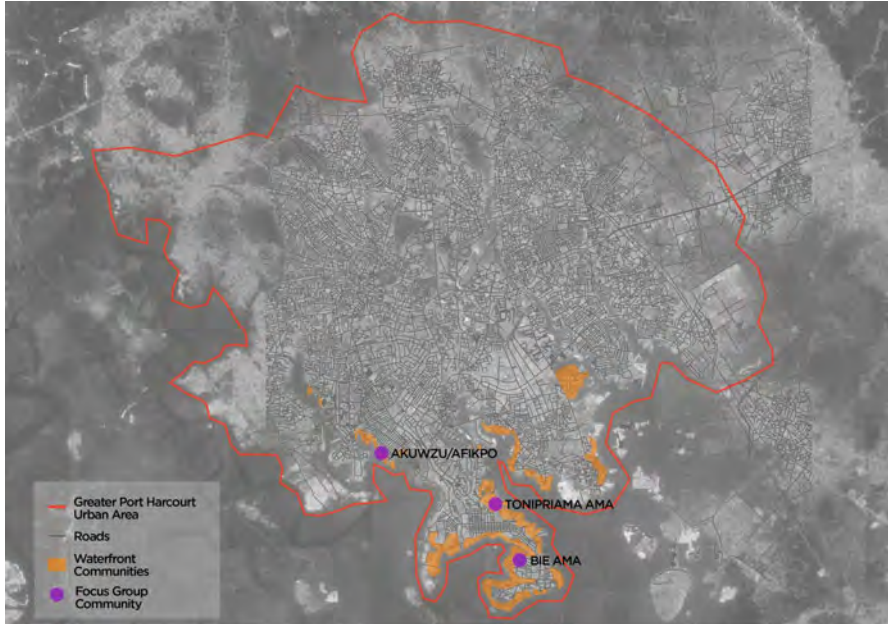 AKUWZU/AFIKPO
TONIPRIAMA AMA
BIE AMA
Greater Port Harcourt
Urban Area
Roads
Waterfront
Communities
Focus Group
Community